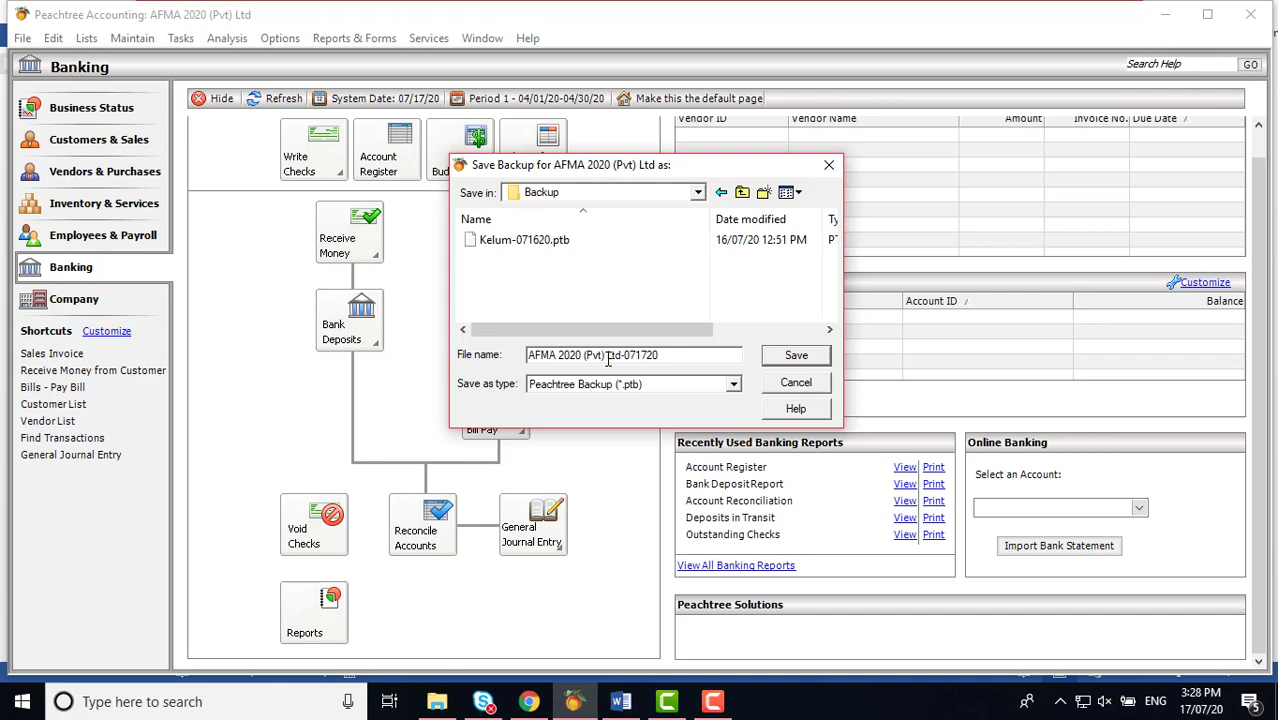 Peachtree Accounting: AFMA 2020 (Pvt) Ltd
File Edit Lists Maintain Tasks Analysis Options Reports & Forms Services Window Help
Banking
Search Help
GO
Business Status
Customers & Sales
Vendors & Purchases
Inventory & Services
Employees & Payroll
Banking
Company
Shortcuts Customize
Sales Invoice
Receive Money from Customer
Bills - Pay Bill
Customer List
Vendor List
Find Transactions
General Journal Entry
Hide Refresh System Date: 07/17/20 Period 1 - 04/01/20-04/30/20 Make this the default page
Write
Checks
Account
Register
Receive
Money
Bank
Deposits
Bill Pay
Void
Checks
Reconcile
Accounts
General
Journal Entry
Reports
Save Backup for AFMA 2020 (Pvt) Ltd as:
Save in: Backup
Name Date modified
Kelum-071620.ptb 16/07/20 12:51 PM
File name: AFMA 2020 (Pvt) Ltd-071720
Save
Save as type: Peachtree Backup (*.ptb)
Cancel
Help
Vendor ID Vendor Name Amount Invoice No. Due Date
Customize
Account ID Balance
Recently Used Banking Reports
Account Register View Print
Bank Deposit Report View Print
Account Reconciliation View Print
Deposits in Transit View Print
Outstanding Checks View Print
View All Banking Reports
Online Banking
Select an Account:
Import Bank Statement
Peachtree Solutions
Type here to search
ENG
3:28 PM
17/07/20
5